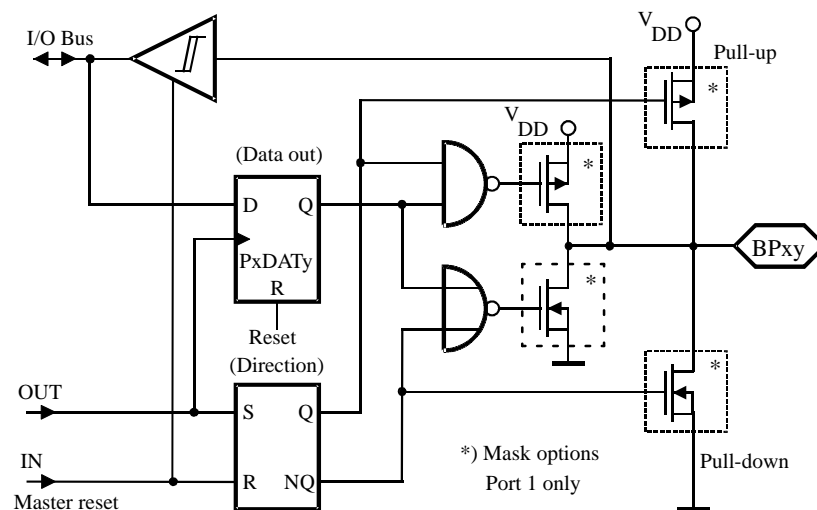 I/O Bus
V
DD
Pull-up
*
V
DD
(Data out)
*
D
Q
PxDATy
R
BPxy
*
Reset
(Direction)
*
OUT
S
Q
*) Mask options
Port 1 only
IN
R
NQ
Pull-down
Master reset